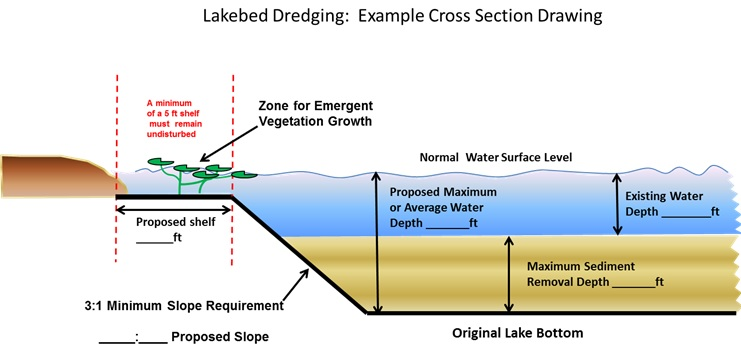 Lakebed Dredging:  Example Cross Section Drawing
A minimum
of a 5 ft shelf
must remain
undisturbed
Zone for Emergent
Vegetation Growth
Normal Water Surface Level
Proposed Maximum
or Average Water
Depth _______ft
Existing Water
Depth ________ft
Proposed shelf
_____ft
Maximum Sediment
Removal Depth _______ft
3:1 Minimum Slope Requirement
_____:____ Proposed Slope
Original Lake Bottom